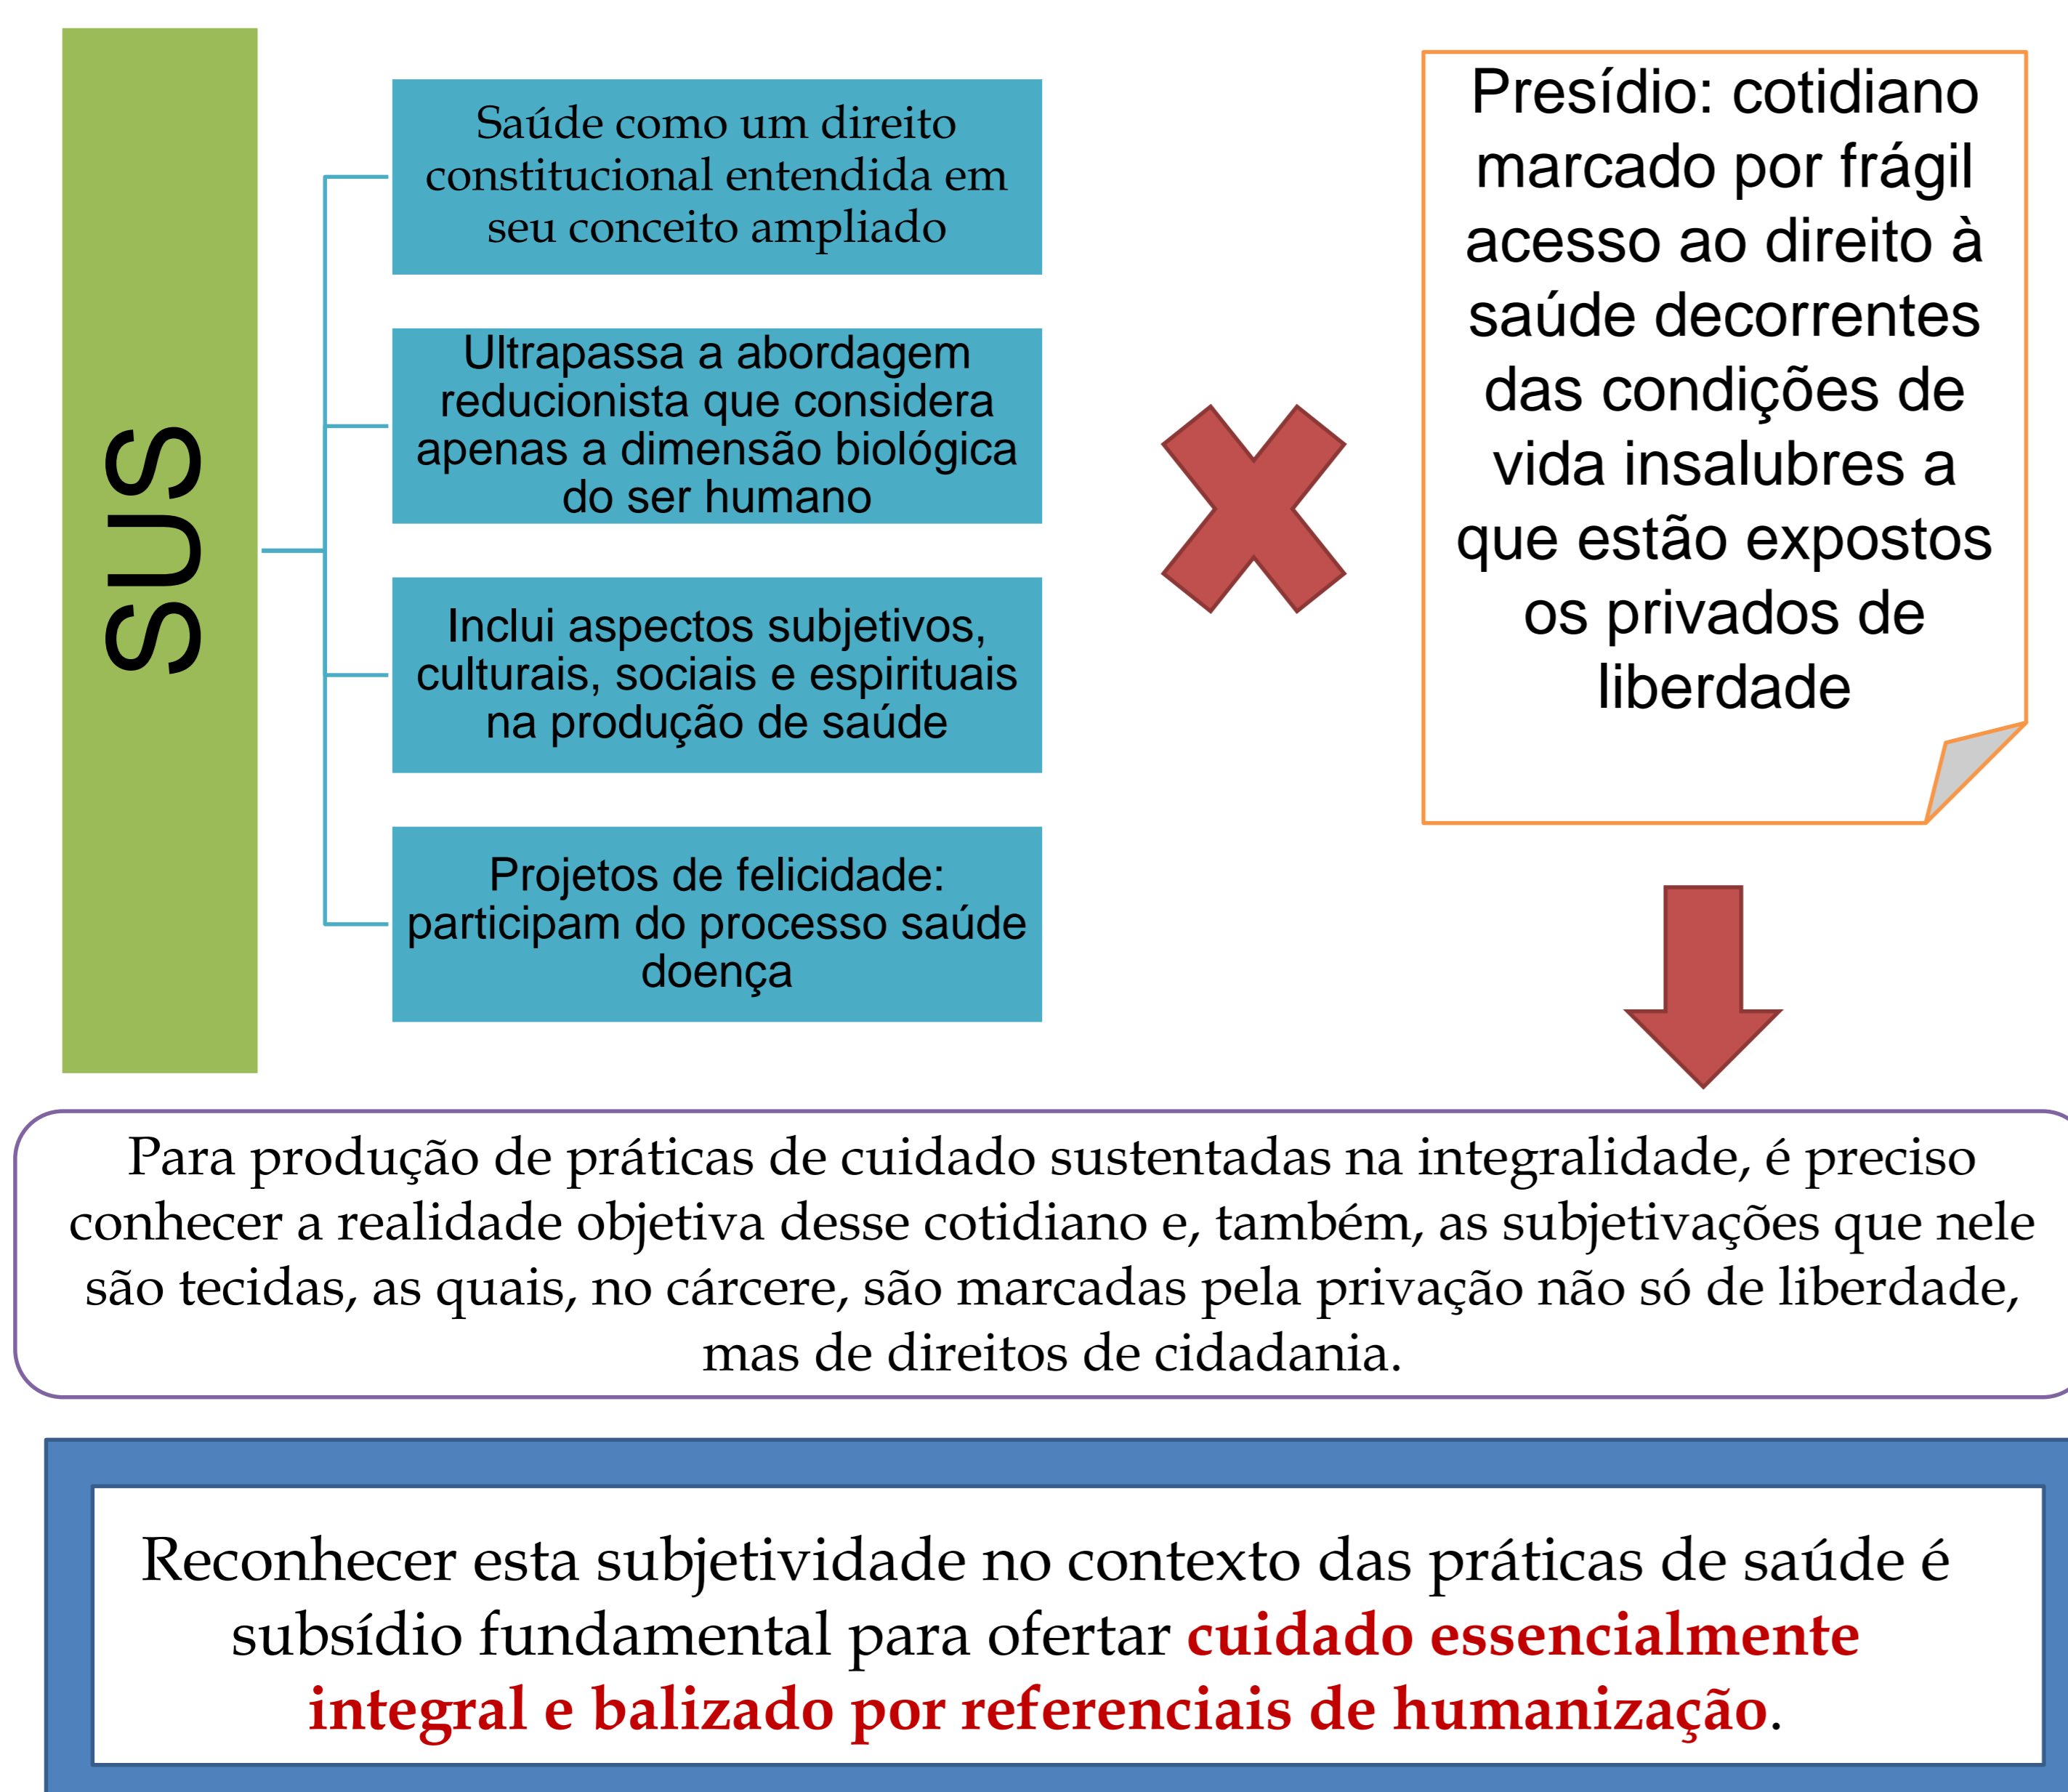 SUS
Saúde como um direito
constitucional entendida em
seu conceito ampliado
Ultrapassa a abordagem
reducionista que considera
apenas a dimensão biológica
do ser humano
Inclui aspectos subjetivos,
culturais, sociais e espirituais
na produção de saúde
Projetos de felicidade:
participam do processo saúde
doença
Presídio: cotidiano
marcado por frágil
acesso ao direito à
saúde decorrentes
das condições de
vida insalubres a
que estão expostos
os privados de
liberdade
Para produção de práticas de cuidado sustentadas na integralidade, é preciso
conhecer a realidade objetiva desse cotidiano e, também, as subjetivações que nele
são tecidas, as quais, no cárcere, são marcadas pela privação não só de liberdade,
mas de direitos de cidadania.
Reconhecer esta subjetividade no contexto das práticas de saúde é
subsídio fundamental para ofertar cuidado essencialmente
integral e balizado por referenciais de humanização.